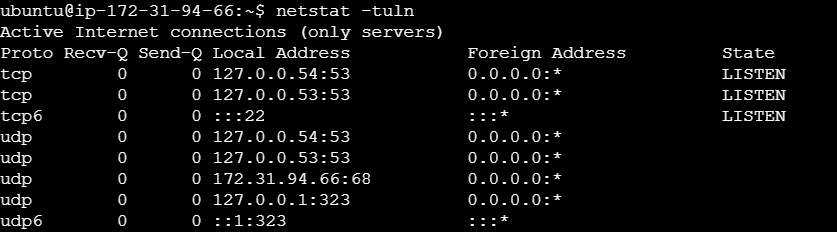 ubuntu@ip-172-31-94-66:~$ netstat -tuln
Active Internet connections (only servers)
Proto Recv-Q Send-Q Local Address           Foreign Address         State
tcp        0      0 127.0.0.54:53           0.0.0.0:*               LISTEN
tcp        0      0 127.0.0.53:53           0.0.0.0:*               LISTEN
tcp6       0      0 :::22                   :::*                    LISTEN
udp        0      0 127.0.0.54:53           0.0.0.0:*
udp        0      0 127.0.0.53:53           0.0.0.0:*
udp        0      0 172.31.94.66:68         0.0.0.0:*
udp        0      0 127.0.0.1:323           0.0.0.0:*
udp6       0      0 ::1:323                 :::*